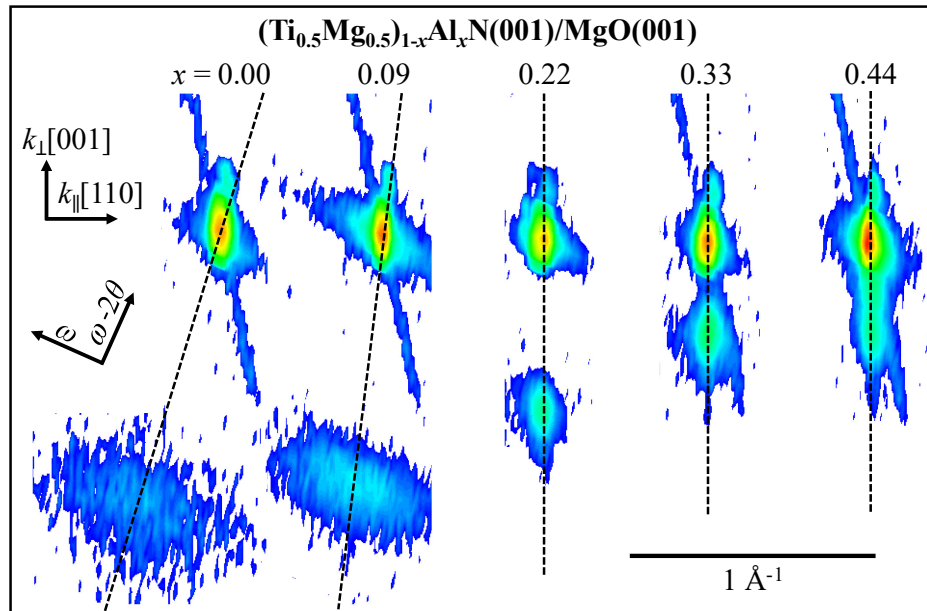 (Ti₀.₅Mg₀.₅)₁₋ₓAlₓN(001)/MgO(001)
x = 0.00 0.09 0.22 0.33 0.44
k⊥[001]
k∥[110]
ω
ω-2θ
1 Å⁻¹